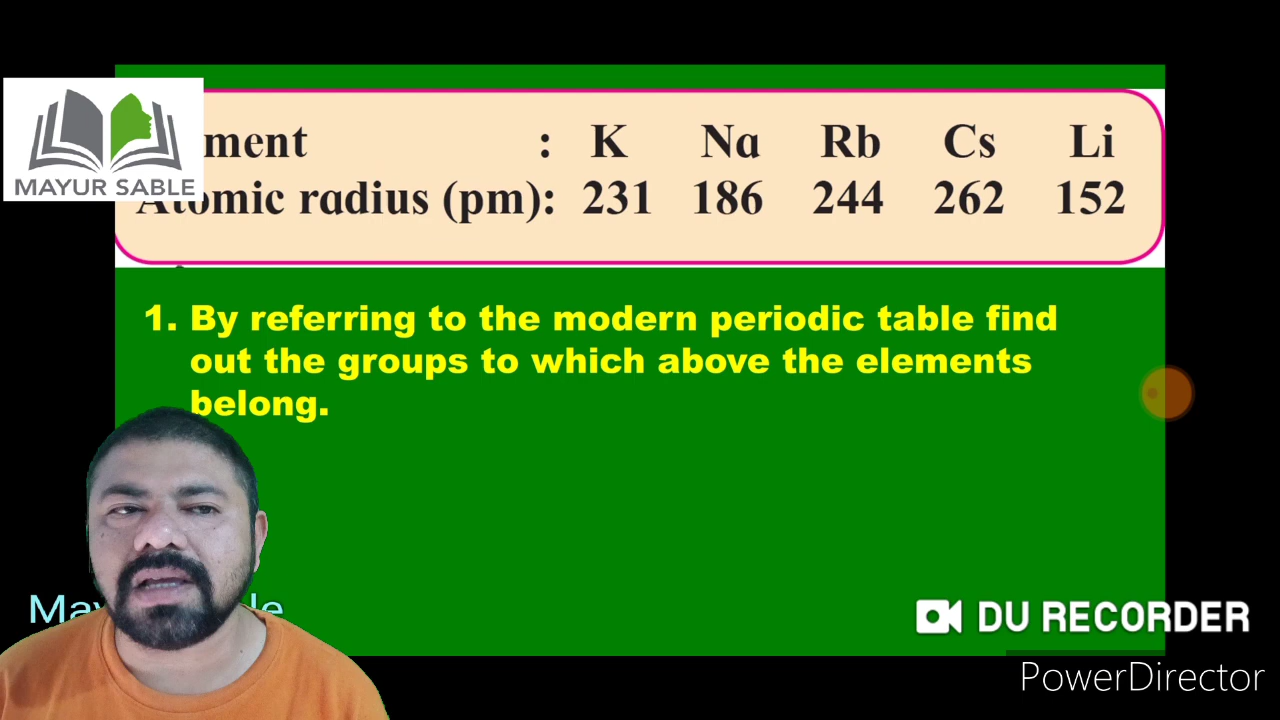 MAYUR SABLE
ment : K Na Rb Cs Li
Atomic radius (pm): 231 186 244 262 152
1. By referring to the modern periodic table find
out the groups to which above the elements
belong.
DU RECORDER
PowerDirector